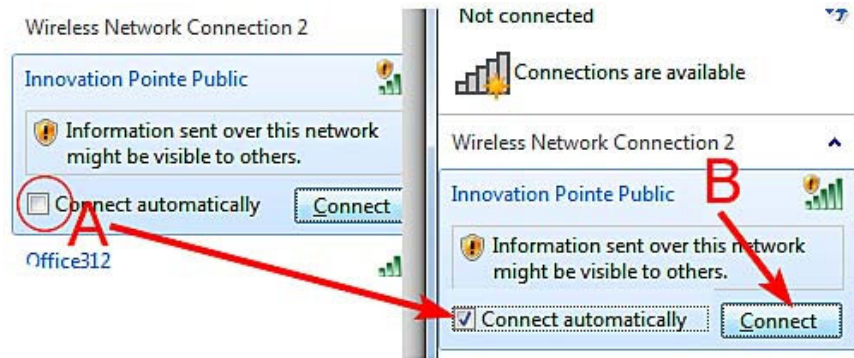 Wireless Network Connection 2
Innovation Pointe Public
Information sent over this network
might be visible to others.
Connect automatically
Connect
A
Office312
Not connected
Connections are available
Wireless Network Connection 2
B
Innovation Pointe Public
Information sent over this network
might be visible to others.
Connect automatically
Connect